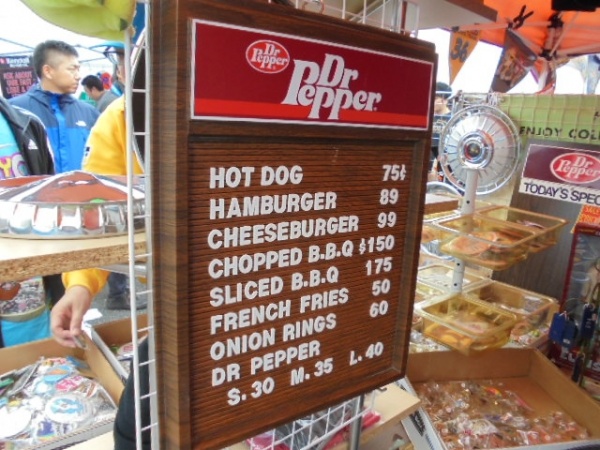 Dr Pepper
Dr Pepper
HOT DOG 75¢
HAMBURGER 89
CHEESEBURGER 99
CHOPPED B.B.Q $150
SLICED B.B.Q 175
FRENCH FRIES 50
ONION RINGS 60
DR PEPPER
S. 30 M. 35 L. 40
ENJOY COL
Dr Pepper
TODAY'S SPEC